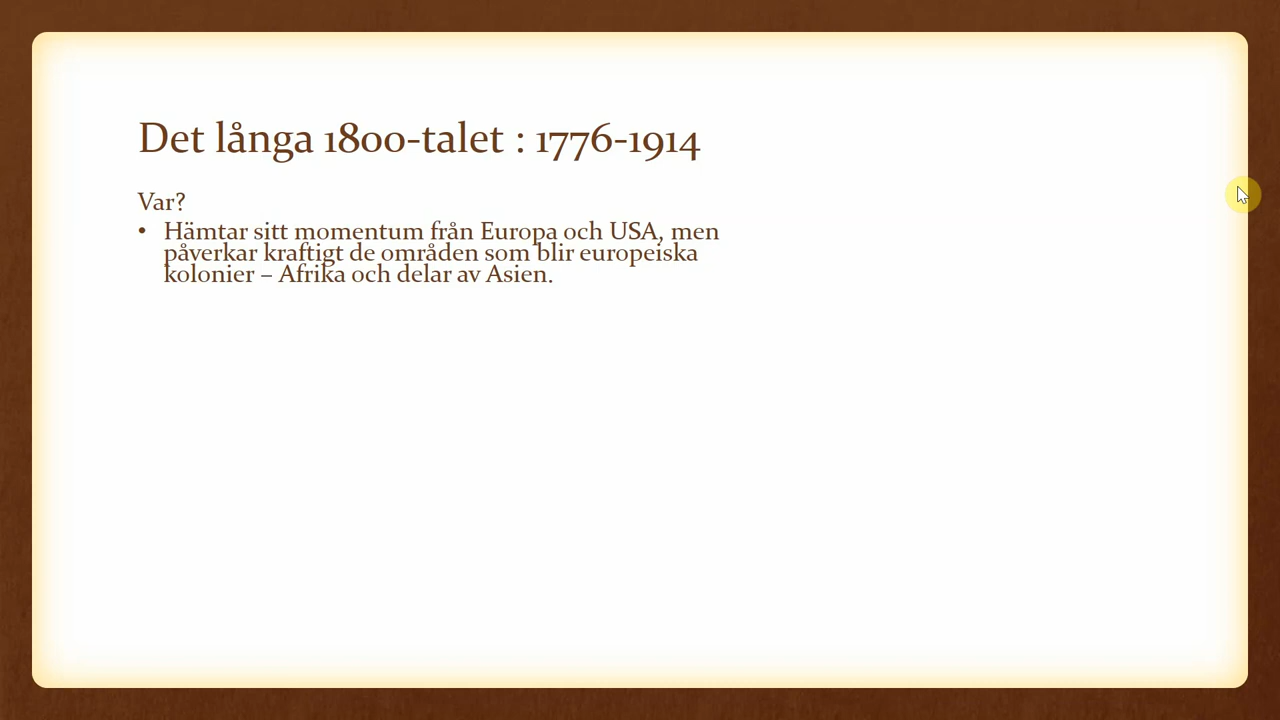 Det långa 1800-talet : 1776-1914
Var?
• Hämtar sitt momentum från Europa och USA, men
påverkar kraftigt de områden som blir europeiska
kolonier – Afrika och delar av Asien.